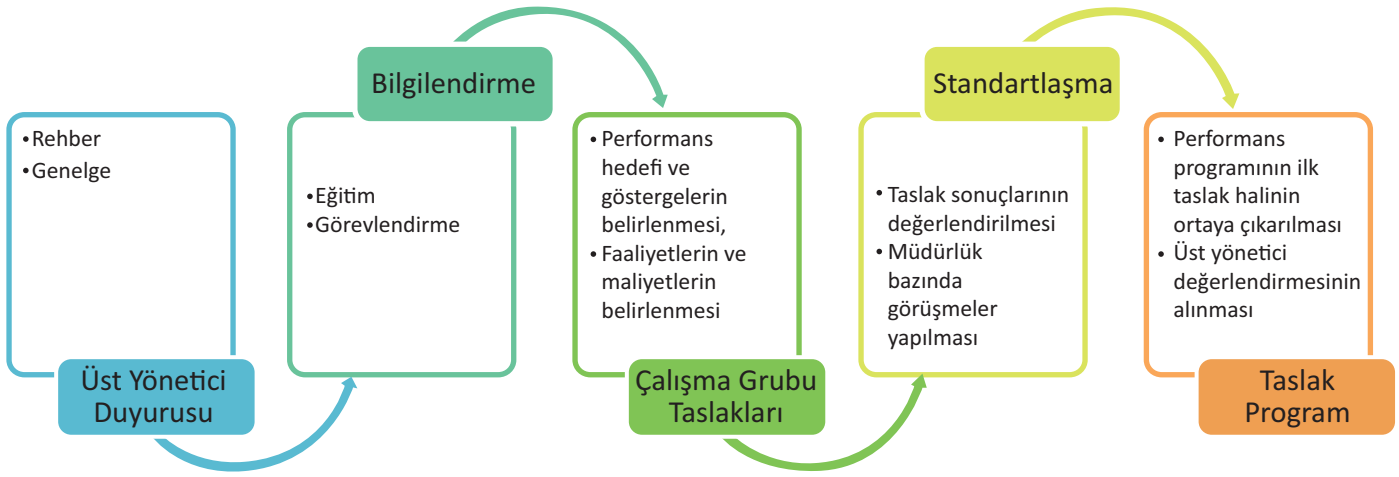 •Rehber
•Genelge
Üst Yönetici
Duyurusu
Bilgilendirme
•Eğitim
•Görevlendirme
• Performans
hedefi ve
göstergelerin
belirlenmesi,
• Faaliyetlerin ve
maliyetlerin
belirlenmesi
Çalışma Grubu
Taslakları
Standartlaşma
• Taslak sonuçlarının
değerlendirilmesi
• Müdürlük
bazında
görüşmeler
yapılması
• Performans
programının ilk
taslak halinin
ortaya çıkarılması
• Üst yönetici
değerlendirmesinin
alınması
Taslak
Program